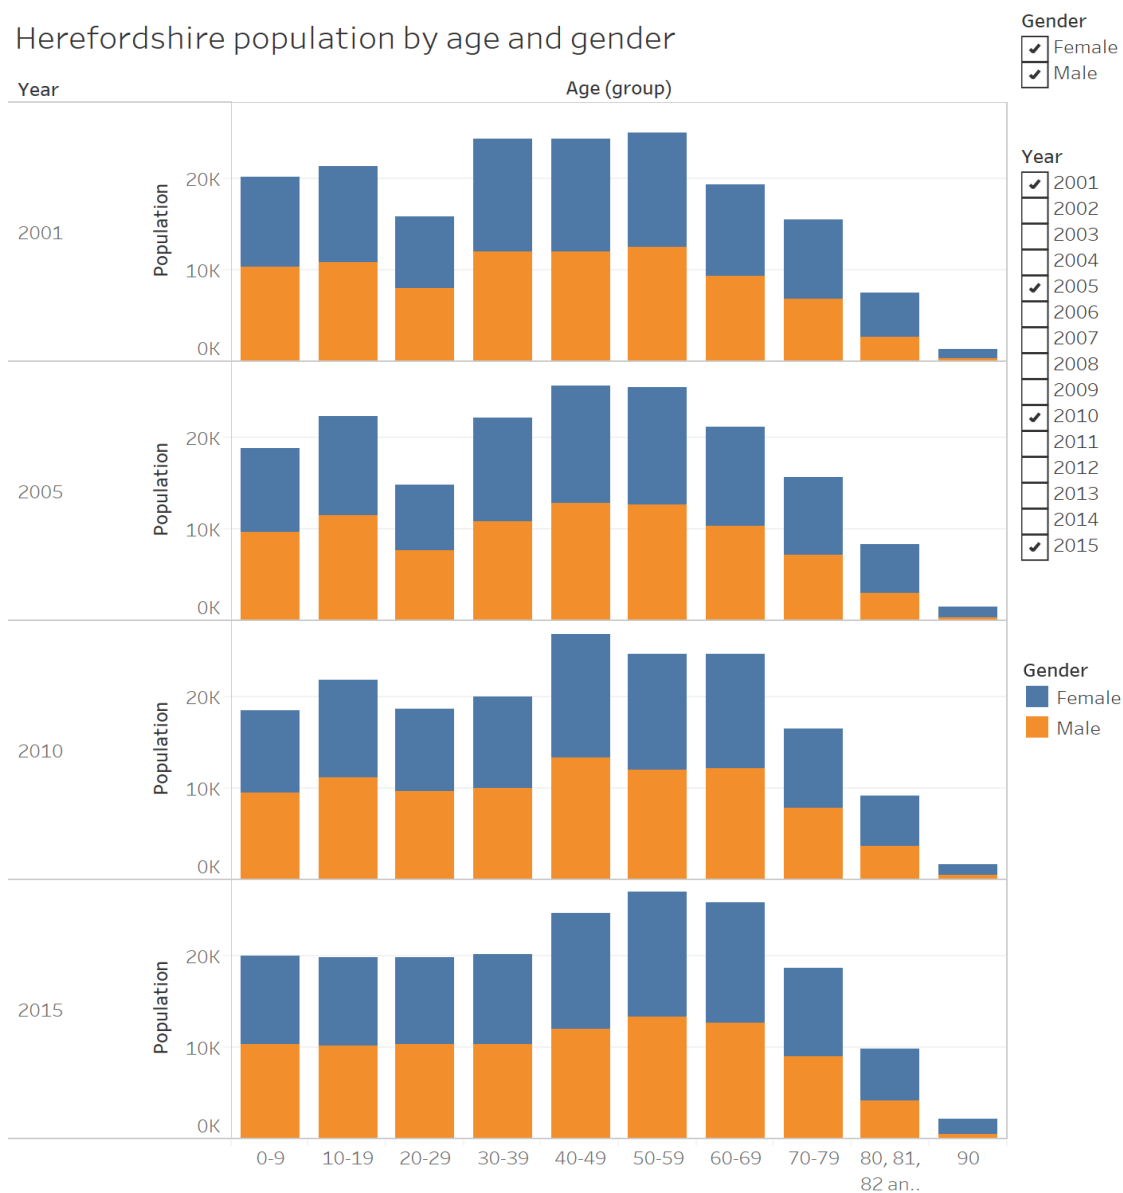 Herefordshire population by age and gender
Year
Age (group)
2001
Population
20K
10K
0K
2005
Population
20K
10K
0K
2010
Population
20K
10K
0K
2015
Population
20K
10K
0K
0-9
10-19
20-29
30-39
40-49
50-59
60-69
70-79
80, 81,
82 an..
90
Gender
Female
Male
Year
2001
2002
2003
2004
2005
2006
2007
2008
2009
2010
2011
2012
2013
2014
2015
Gender
Female
Male